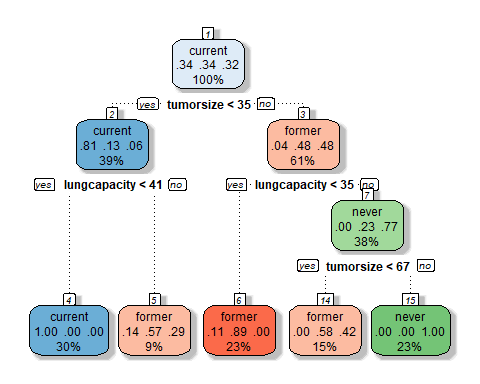 1
current
.34 .34 .32
100%
yes tumorsize < 35 no
2
current
.81 .13 .06
39%
3
former
.04 .48 .48
61%
yes lungcapacity < 41 no
yes lungcapacity < 35 no
7
never
.00 .23 .77
38%
yes tumorsize < 67 no
4
current
1.00 .00 .00
30%
5
former
.14 .57 .29
9%
6
former
.11 .89 .00
23%
14
former
.00 .58 .42
15%
15
never
.00 .00 1.00
23%